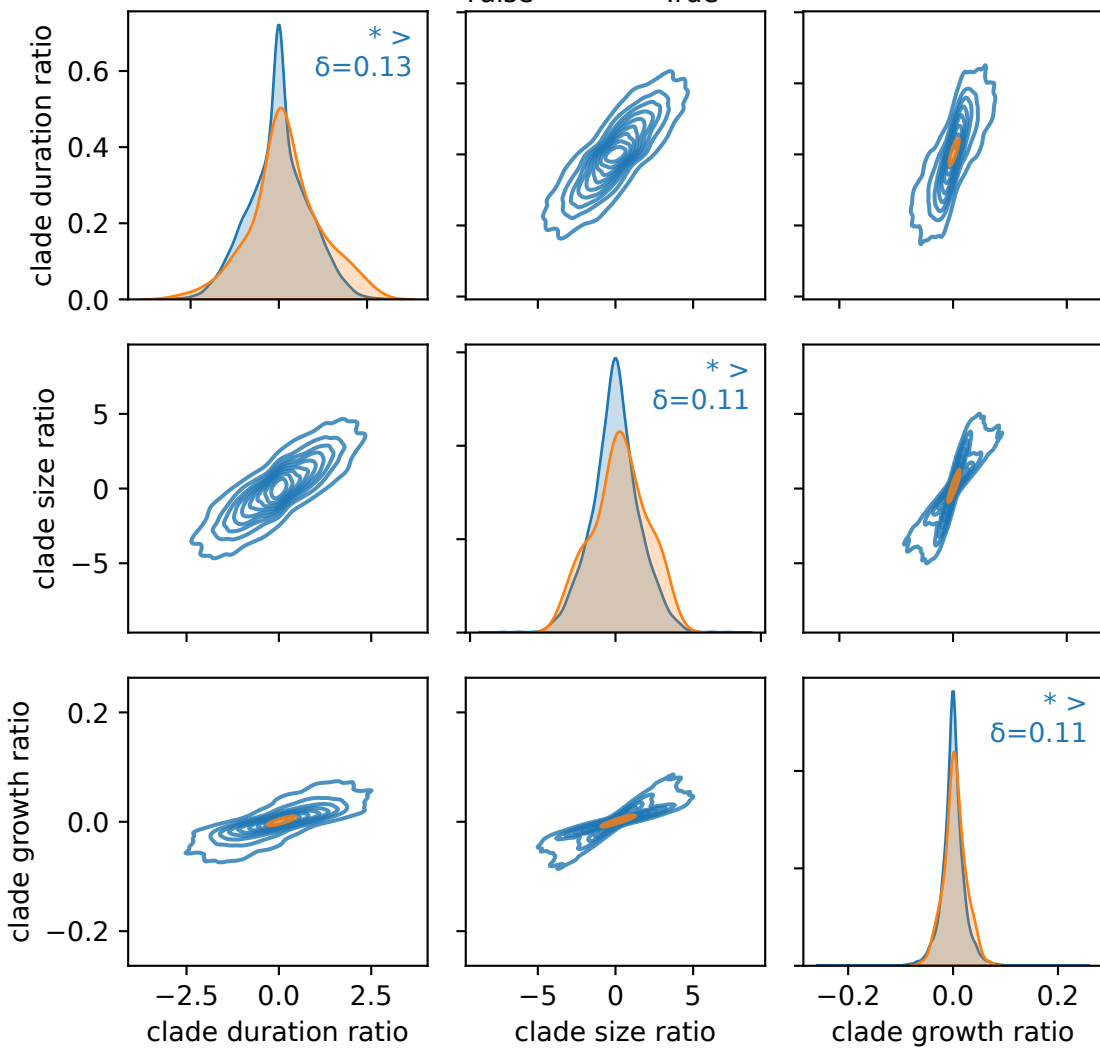 clade duration ratio
0.6
0.4
0.2
0.0
* >
δ=0.13
clade size ratio
5
0
−5
* >
δ=0.11
clade growth ratio
0.2
0.0
−0.2
* >
δ=0.11
−2.5 0.0 2.5
−5 0 5
−0.2 0.0 0.2
clade duration ratio
clade size ratio
clade growth ratio